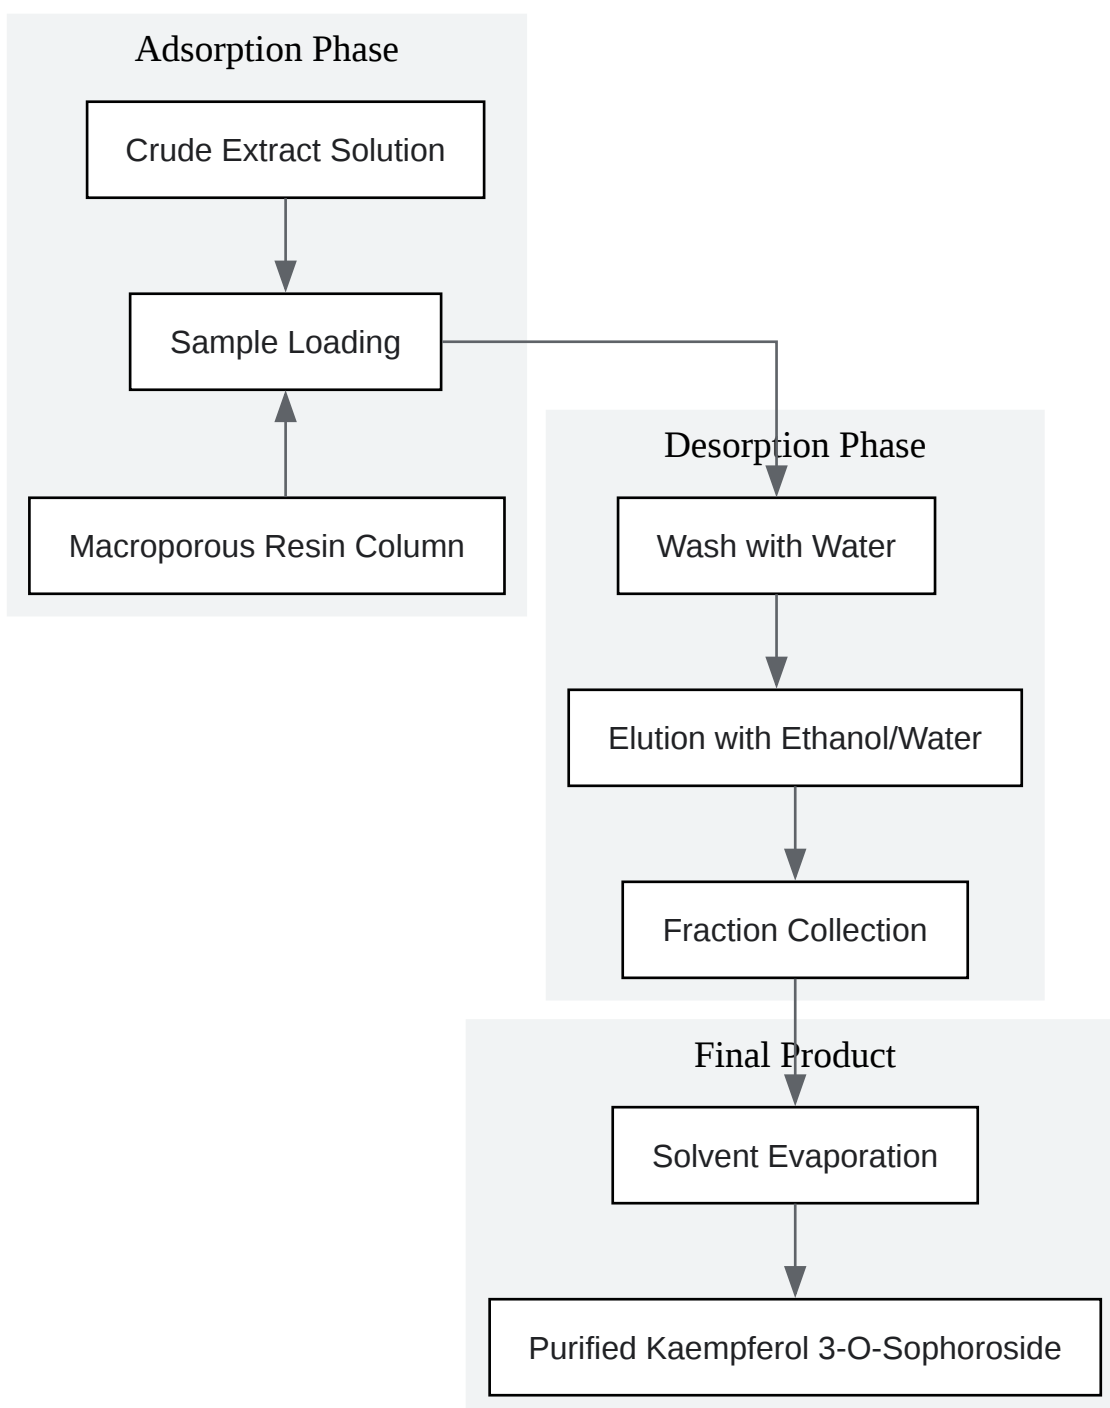 Adsorption Phase
Crude Extract Solution
Sample Loading
Macroporous Resin Column
Desorption Phase
Wash with Water
Elution with Ethanol/Water
Fraction Collection
Final Product
Solvent Evaporation
Purified Kaempferol 3-O-Sophoroside